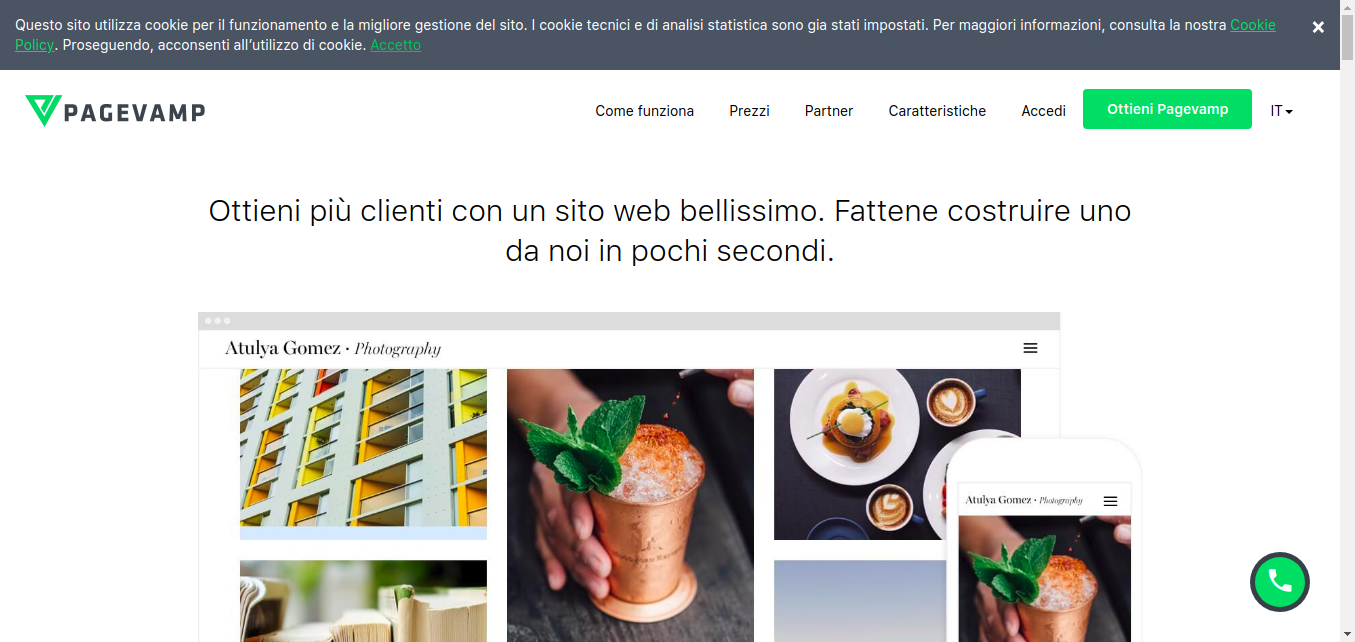 Questo sito utilizza cookie per il funzionamento e la migliore gestione del sito. I cookie tecnici e di analisi statistica sono gia stati impostati. Per maggiori informazioni, consulta la nostra Cookie
Policy. Proseguendo, acconsenti all'utilizzo di cookie. Accetto
PAGEVAMP
Come funziona
Prezzi
Partner
Caratteristiche
Accedi
Ottieni Pagevamp
IT
Ottieni più clienti con un sito web bellissimo. Fattene costruire uno
da noi in pochi secondi.
Atulya Gomez · Photography
Atulya Gomez · Photography